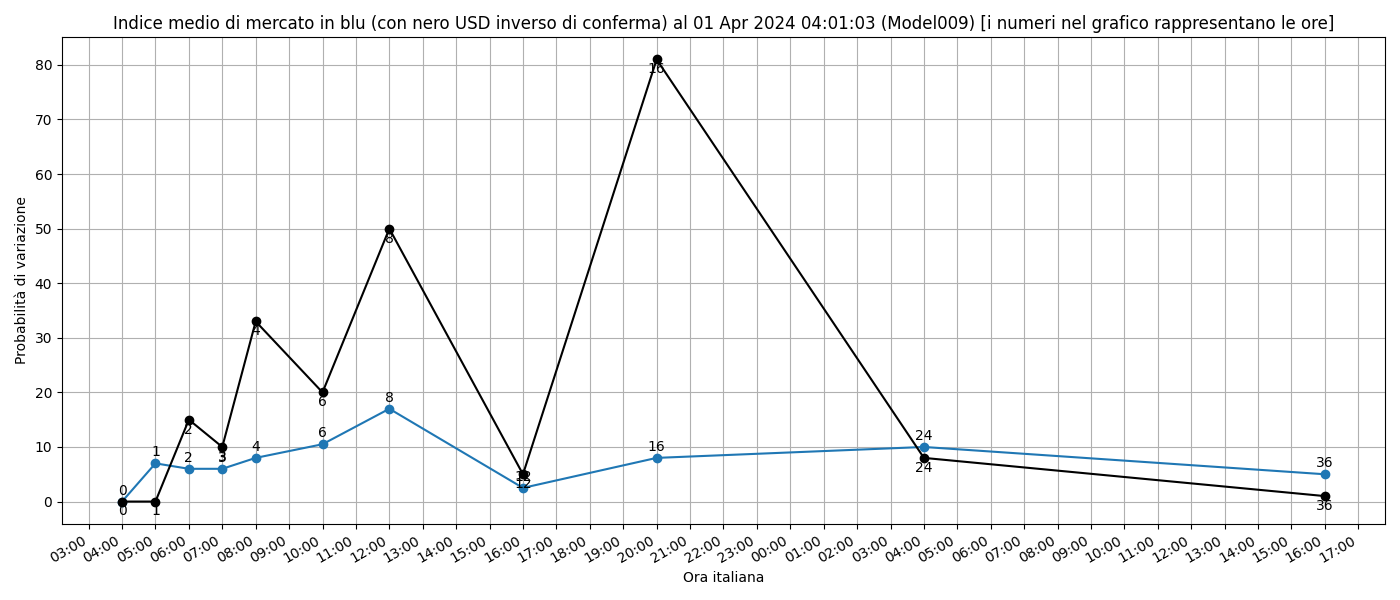 Indice medio di mercato in blu (con nero USD inverso di conferma) al 01 Apr 2024 04:01:03 (Model009) [i numeri nel grafico rappresentano le ore]
Probabilità di variazione
80
70
60
50
40
30
20
10
0
0 1 2 3 4 6 8 12 16 24 36
0 1 2 3 4 6 8 12 16 24 36
03:00 04:00 05:00 06:00 07:00 08:00 09:00 10:00 11:00 12:00 13:00 14:00 15:00 16:00 17:00 18:00 19:00 20:00 21:00 22:00 23:00 00:00 01:00 02:00 03:00 04:00 05:00 06:00 07:00 08:00 09:00 10:00 11:00 12:00 13:00 14:00 15:00 16:00 17:00
Ora italiana